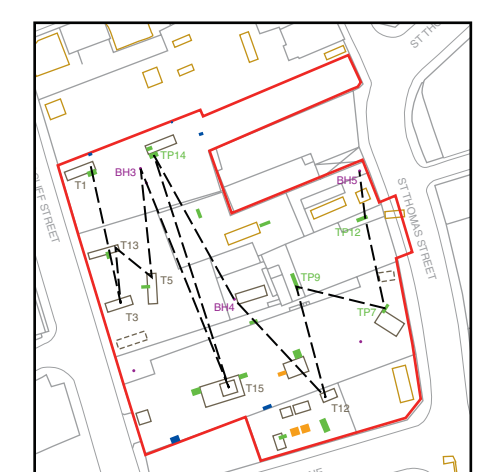 ST THO
BH3
TP14
T1
BH5
ST THOMAS STREET
UFF STREET
TP12
T13
T5
TP9
T3
BH4
TP7
T15
T12